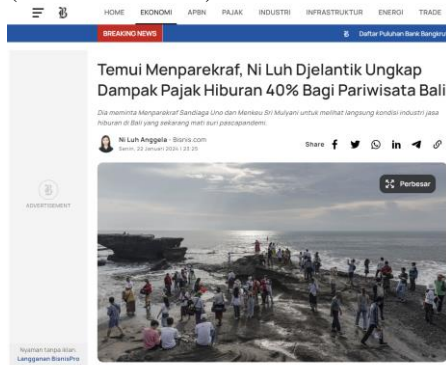 HOME EKONOMI APBN PAJAK INDUSTRI INFRASTRUKTUR ENERGI TRADE
BREAKING NEWS
Daftar Puluhan Bank Bangkru
Temui Menparekraf, Ni Luh Djelantik Ungkap
Dampak Pajak Hiburan 40% Bagi Pariwisata Bali
Dia meminta Menparekraf Sandiaga Uno dan Menkeu Sri Mulyani untuk melihat langsung kondisi industri jasa
hiburan di Bali yang sekarang mati suri pascapandemi.
Ni Luh Anggela - Bisnis.com
Senin, 22 Januari 2024 | 23:25
Share
Perbesar
ADVERTISEMENT
Nyaman tanpa iklan.
Langganan BisnisPro